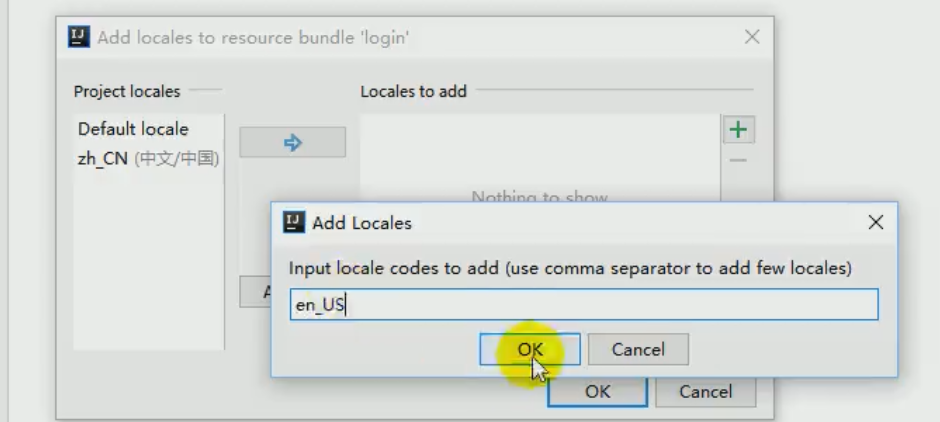 Add locales to resource bundle 'login'
Project locales
Locales to add
Default locale
zh_CN (中文/中国)
Nothing to show
Add Locales
Input locale codes to add (use comma separator to add few locales)
en_US
OK
Cancel
OK
Cancel